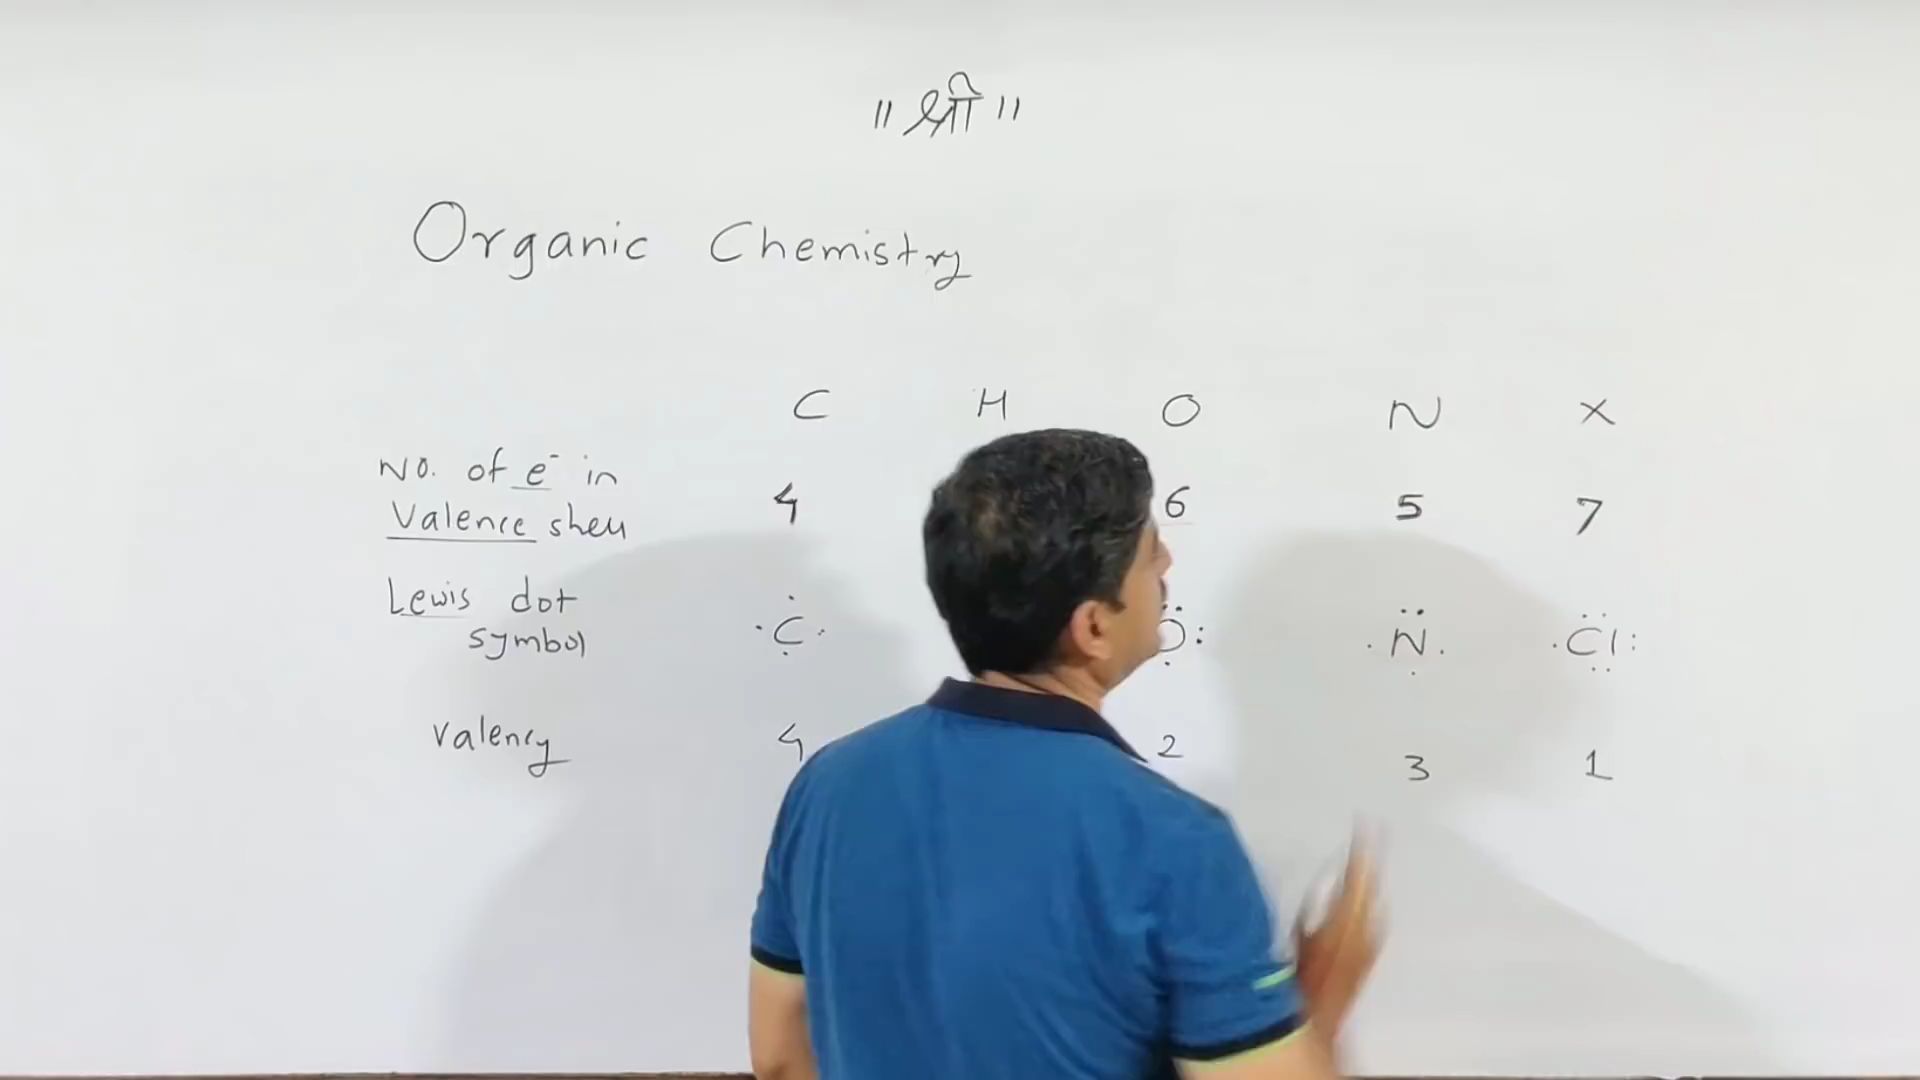 ॥ श्री ॥
Organic Chemistry
C H O N X
No. of e⁻ in
Valence shell
4 6 5 7
Lewis dot
symbol
·C· O: ·N. ·Cl:
Valency
4 2 3 1